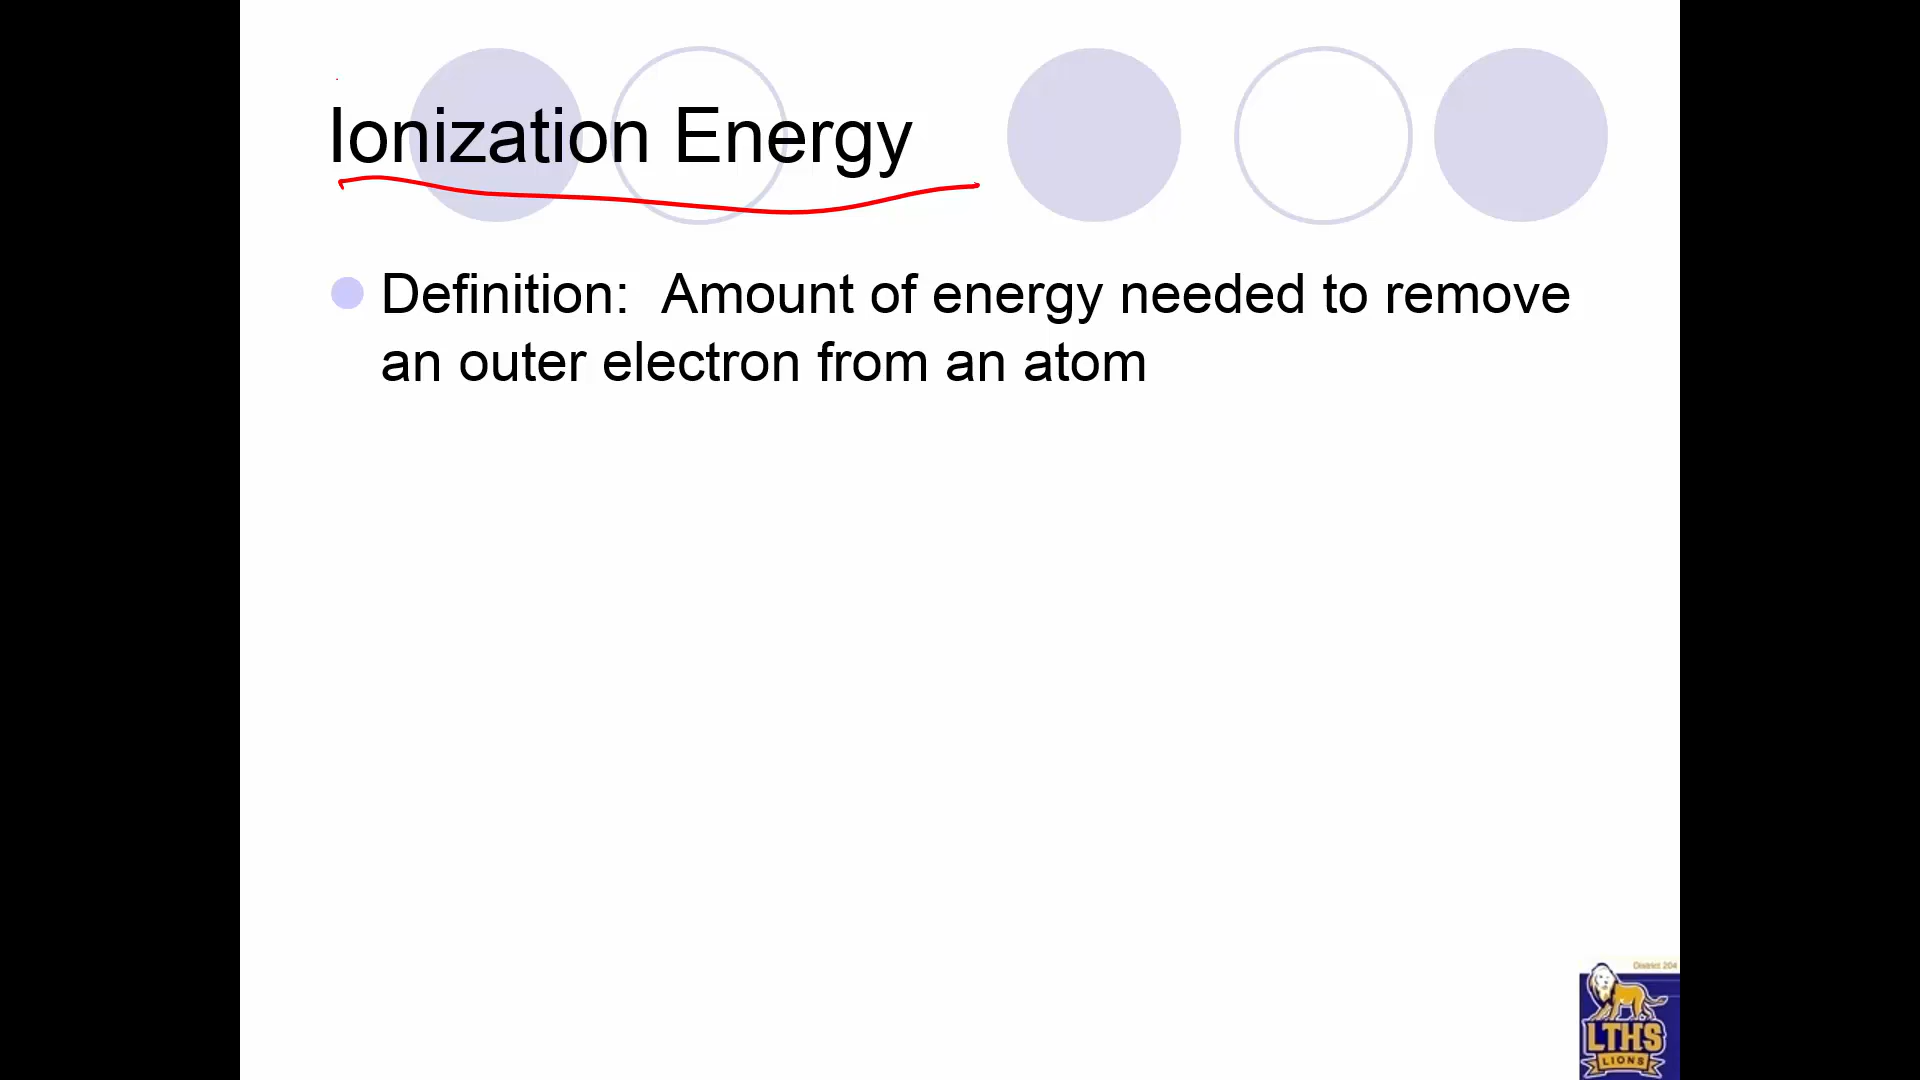 Ionization Energy
Definition: Amount of energy needed to remove
an outer electron from an atom
District 204
LTHS
LIONS